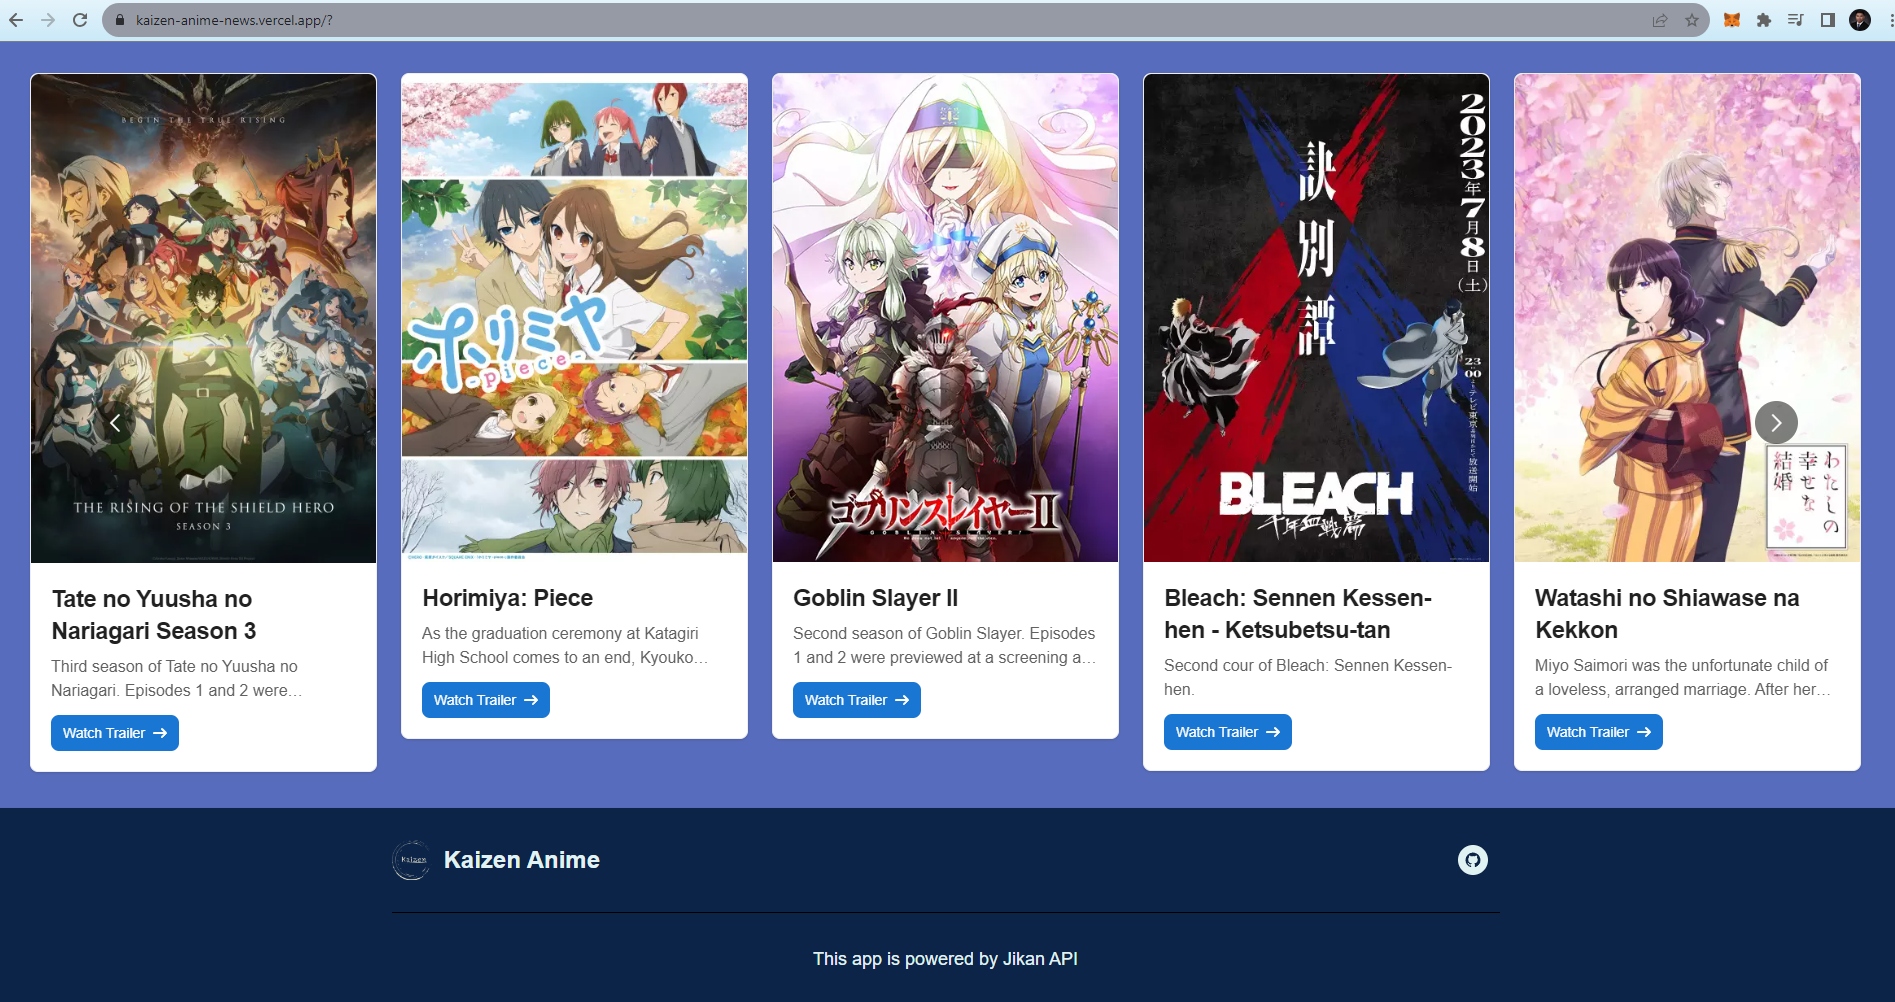 kaizen-anime-news.vercel.app/?
BEGIN THE TRUE RISING
THE RISING OF THE SHIELD HERO
SEASON 3
Tate no Yuusha no
Nariagari Season 3
Third season of Tate no Yuusha no
Nariagari. Episodes 1 and 2 were...
Watch Trailer
ホリミヤ
-piece-
Horimiya: Piece
As the graduation ceremony at Katagiri
High School comes to an end, Kyouko...
Watch Trailer
ゴブリンスレイヤーII
GOBLIN SLAYER!
Goblin Slayer II
Second season of Goblin Slayer. Episodes
1 and 2 were previewed at a screening a...
Watch Trailer
2023年7月8日(土)
23:00
訣別譚
BLEACH
千年血戦篇
Bleach: Sennen Kessen-
hen - Ketsubetsu-tan
Second cour of Bleach: Sennen Kessen-
hen.
Watch Trailer
わたしの
幸せな
結婚
Watashi no Shiawase na
Kekkon
Miyo Saimori was the unfortunate child of
a loveless, arranged marriage. After her...
Watch Trailer
Kaizen
Kaizen Anime
This app is powered by Jikan API